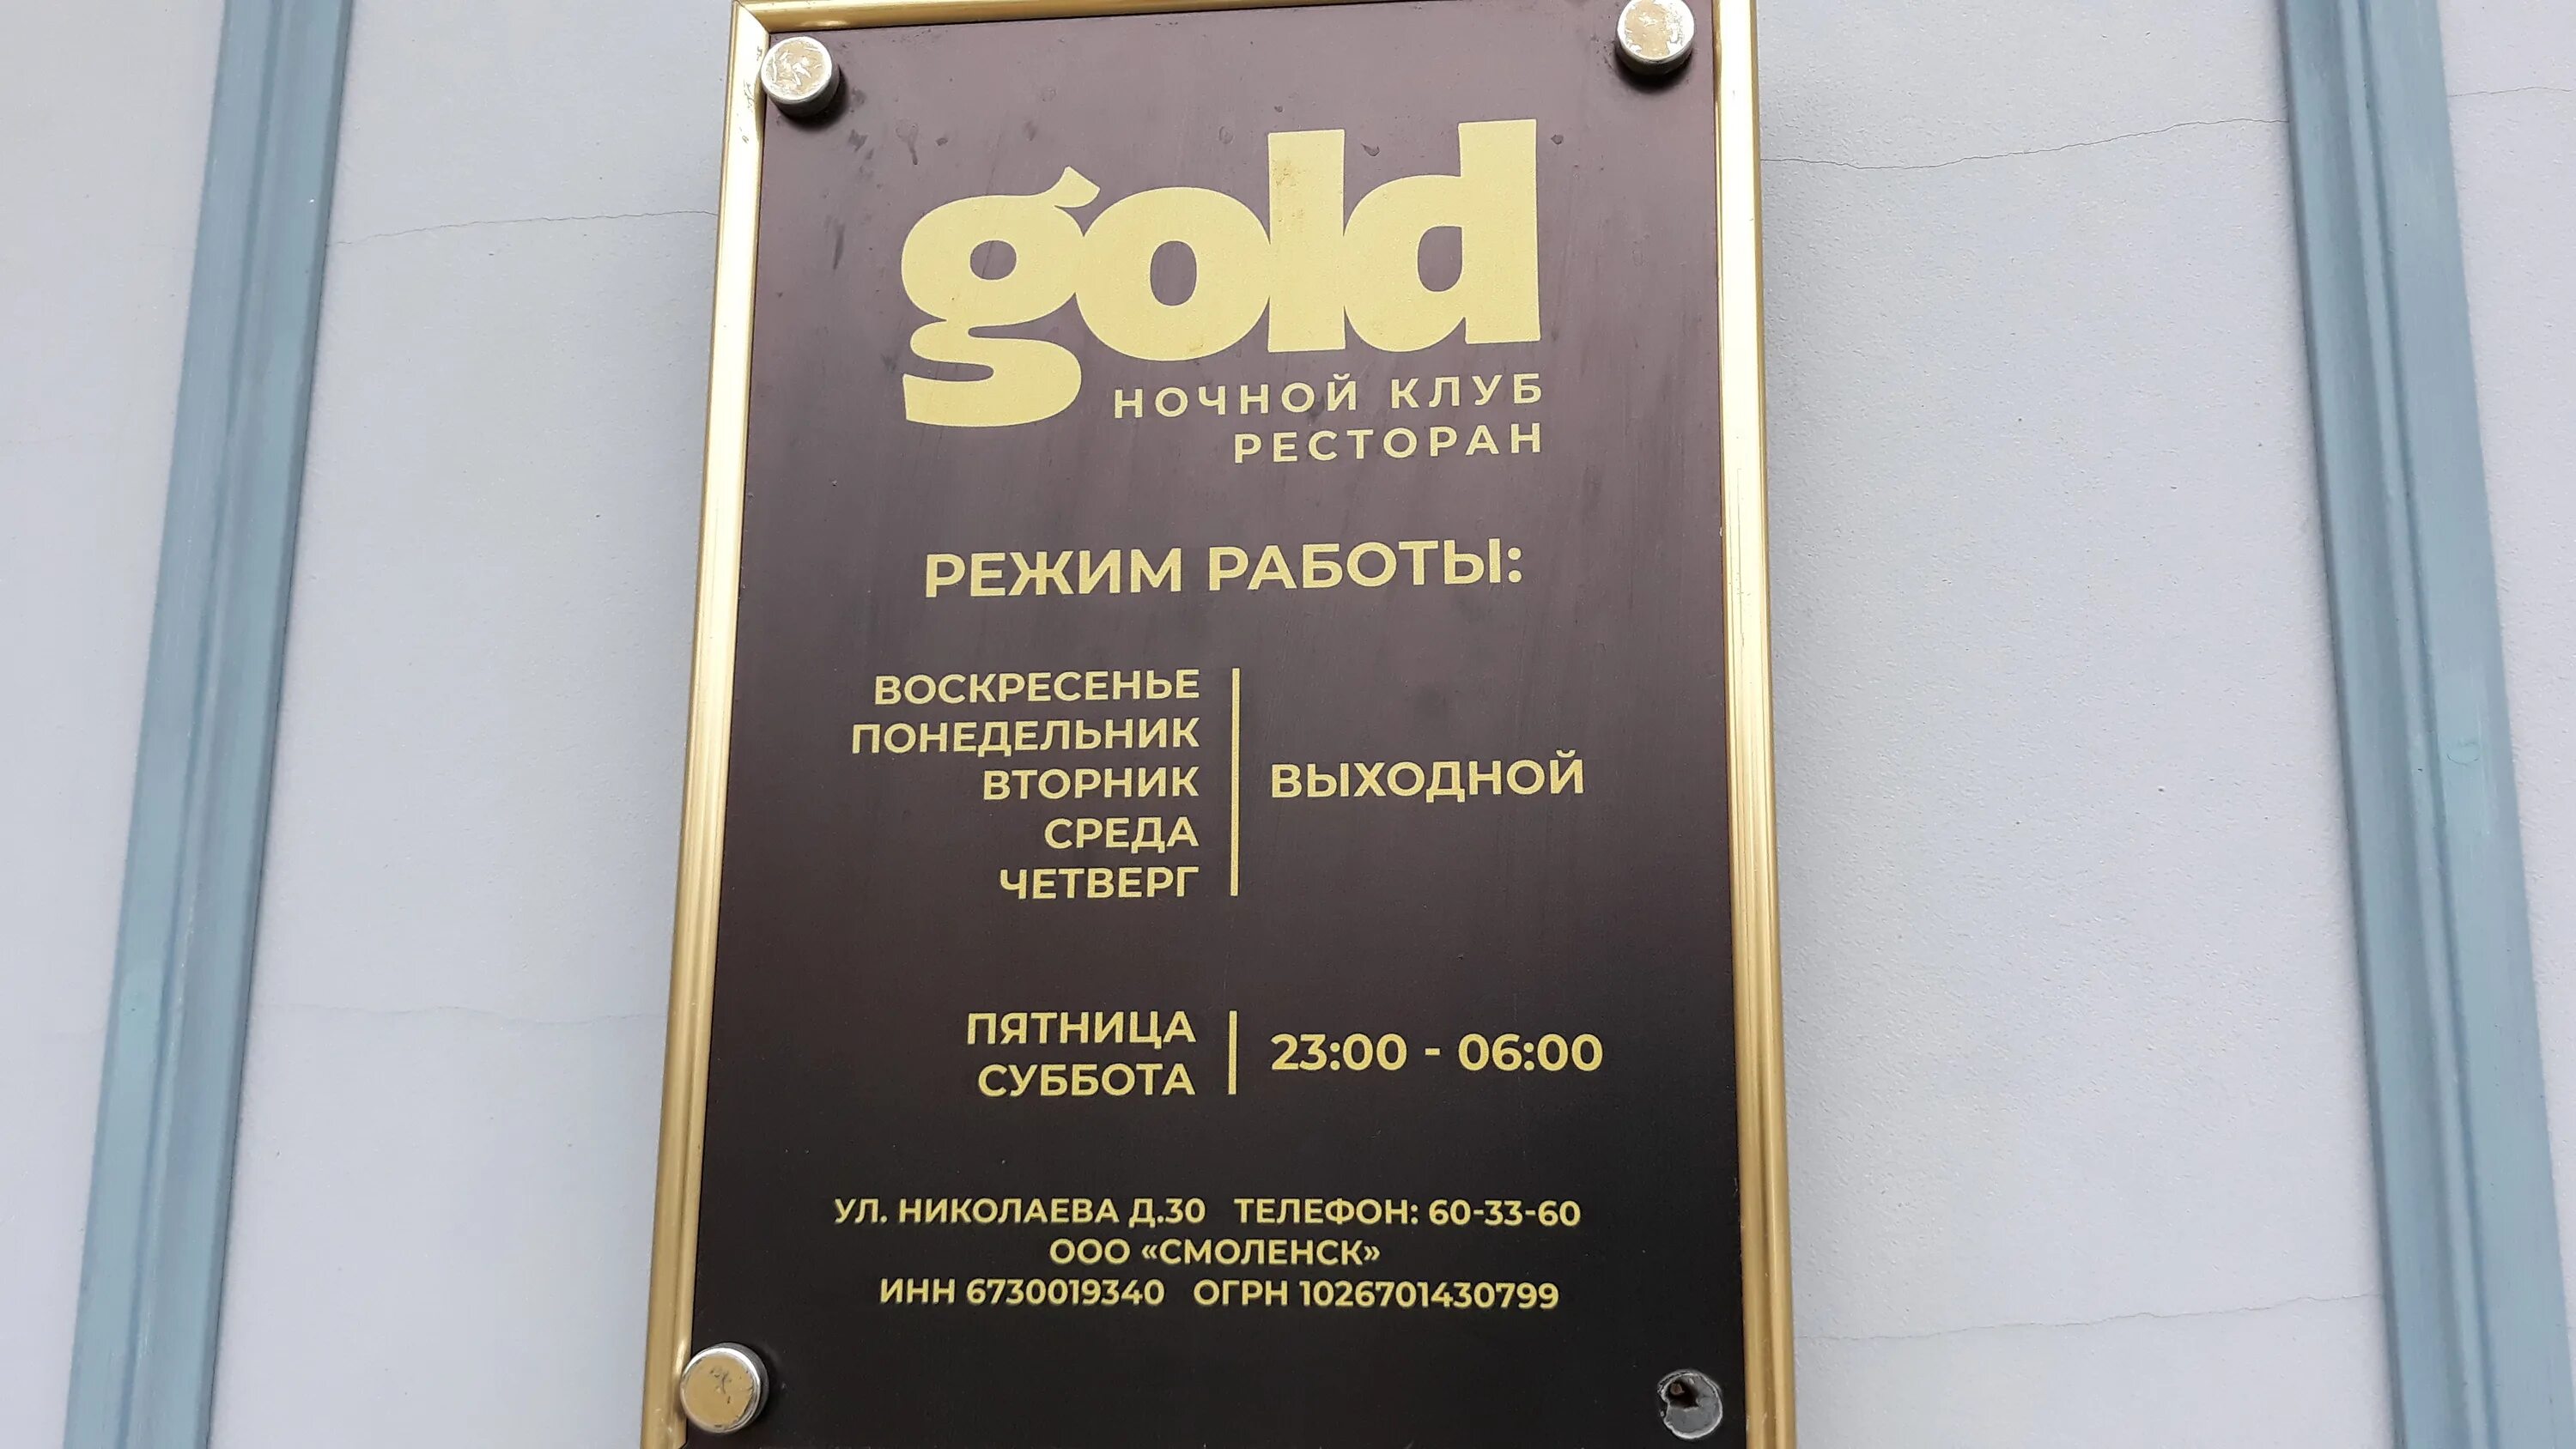 gold
НОЧНОЙ КЛУБ
РЕСТОРАН
РЕЖИМ РАБОТЫ:
ВОСКРЕСЕНЬЕ
ПОНЕДЕЛЬНИК
ВТОРНИК
СРЕДА
ЧЕТВЕРГ
ВЫХОДНОЙ
ПЯТНИЦА
СУББОТА
23:00 - 06:00
УЛ. НИКОЛАЕВА Д.30 ТЕЛЕФОН: 60-33-60
ООО «СМОЛЕНСК»
ИНН 6730019340 ОГРН 1026701430799